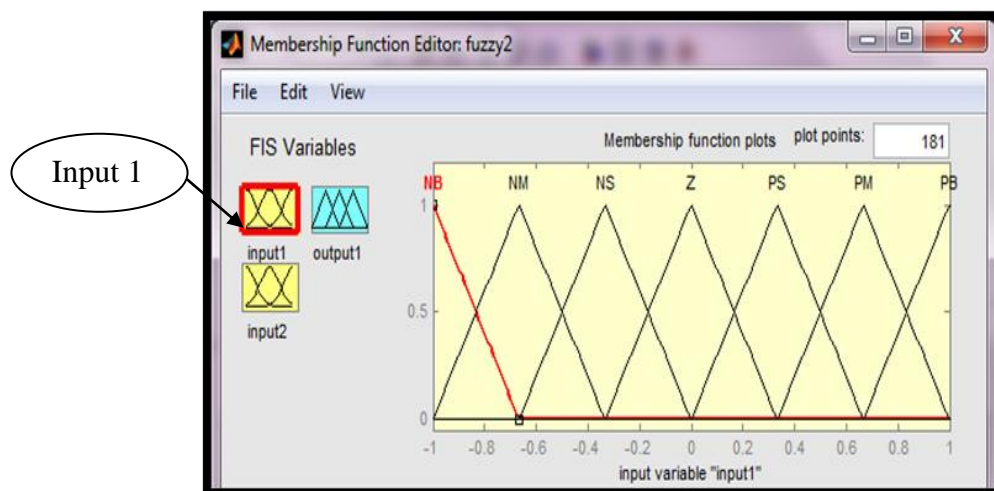 Membership Function Editor: fuzzy2
File Edit View
FIS Variables
Membership function plots plot points: 181
Input 1
NB NM NS Z PS PM PB
1
input1 output1
0.5
input2
0
-1 -0.8 -0.6 -0.4 -0.2 0 0.2 0.4 0.6 0.8 1
input variable "input1"